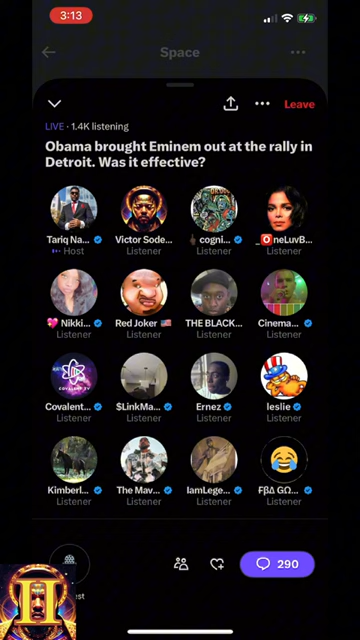 3:13
Space
Leave
LIVE · 1.4K listening
Obama brought Eminem out at the rally in
Detroit. Was it effective?
Tariq Na... Victor Sode... cogni... _🅾️neLuvB...
Host Listener Listener Listener
💖 Nikki... Red Joker 🇺🇸 THE BLACK... Cinema...
Listener Listener Listener Listener
Covalent... $LinkMa... Ernez leslie
Listener Listener Listener Listener
Kimberl... The Mav... IamLege... ₣βΔ GΩ...
Listener Listener Listener Listener
290